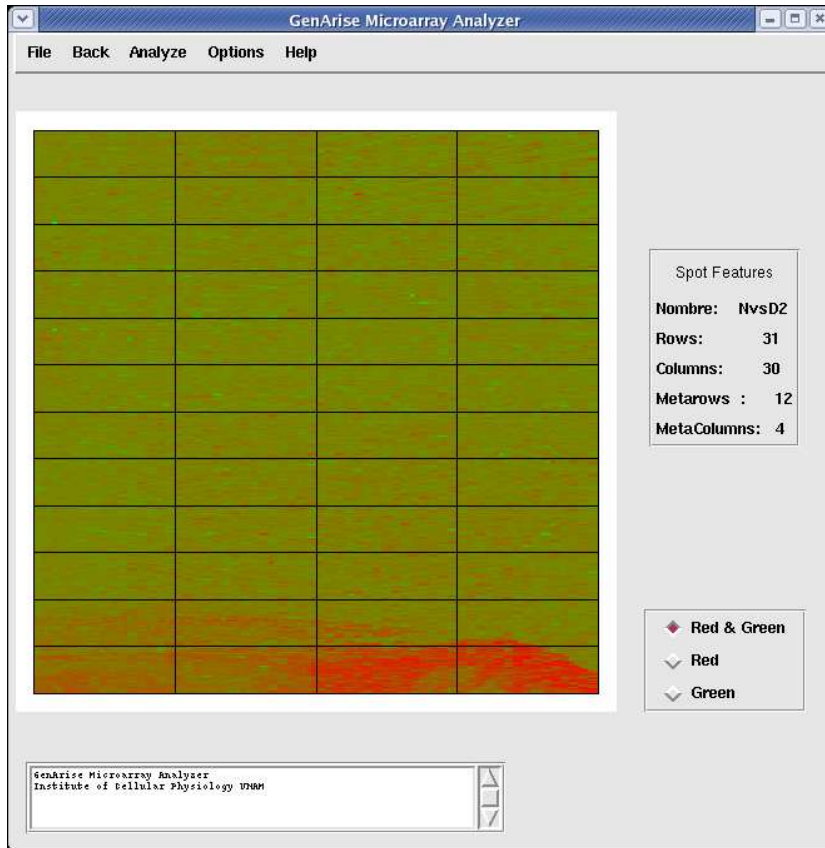 GenArise Microarray Analyzer
File Back Analyze Options Help
Spot Features
Nombre: NvsD2
Rows: 31
Columns: 30
Metarows : 12
MetaColumns: 4
Red & Green
Red
Green
GenArise Microarray Analyzer
Institute of Cellular Physiology UNAM